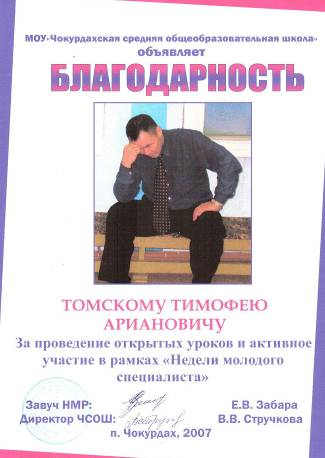 МОУ«Чокурдахская средняя общеобразовательная школа»
объявляет
БЛАГОДАРНОСТЬ
ТОМСКОМУ ТИМОФЕЮ
АРИАНОВИЧУ
За проведение открытых уроков и активное
участие в рамках «Недели молодого
специалиста»
Завуч НМР: Е.В. Забара
Директор ЧСОШ: В.В. Стручкова
п. Чокурдах, 2007